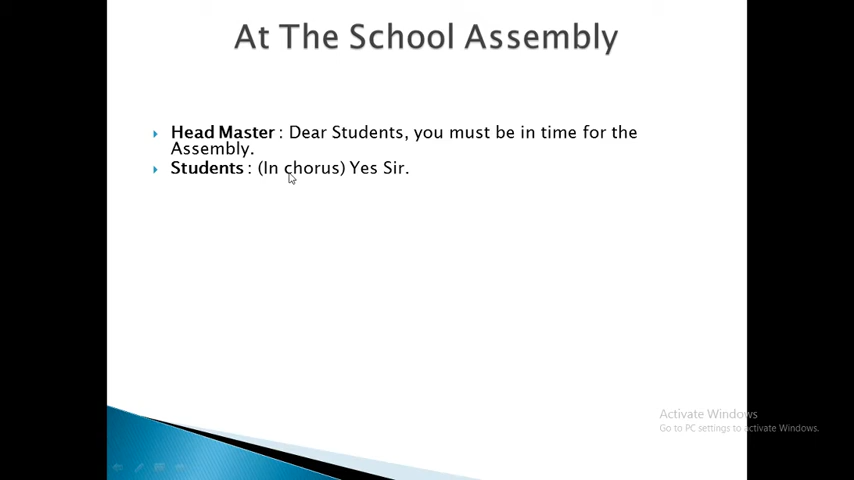 At The School Assembly
Head Master : Dear Students, you must be in time for the
Assembly.
Students : (In chorus) Yes Sir.
Activate Windows
Go to PC settings to activate Windows.